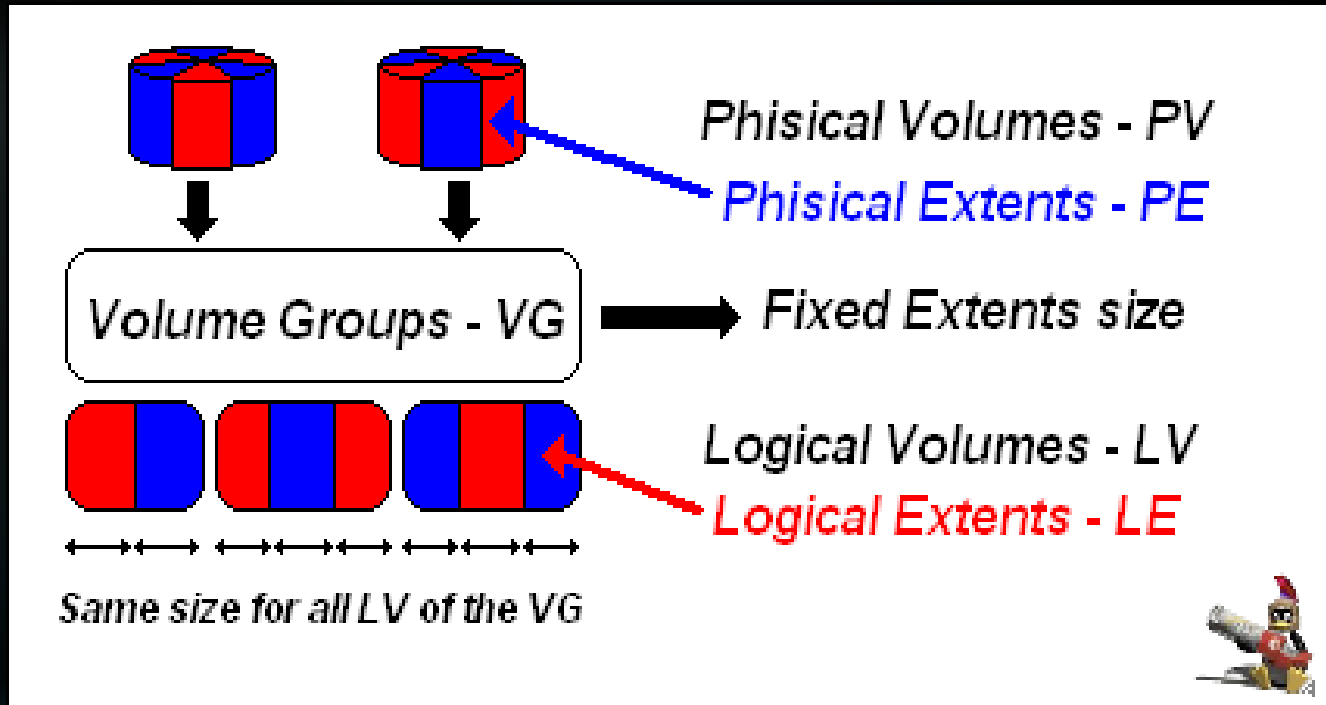 Phisical Volumes - PV
Phisical Extents - PE
Volume Groups - VG
Fixed Extents size
Logical Volumes - LV
Logical Extents - LE
Same size for all LV of the VG